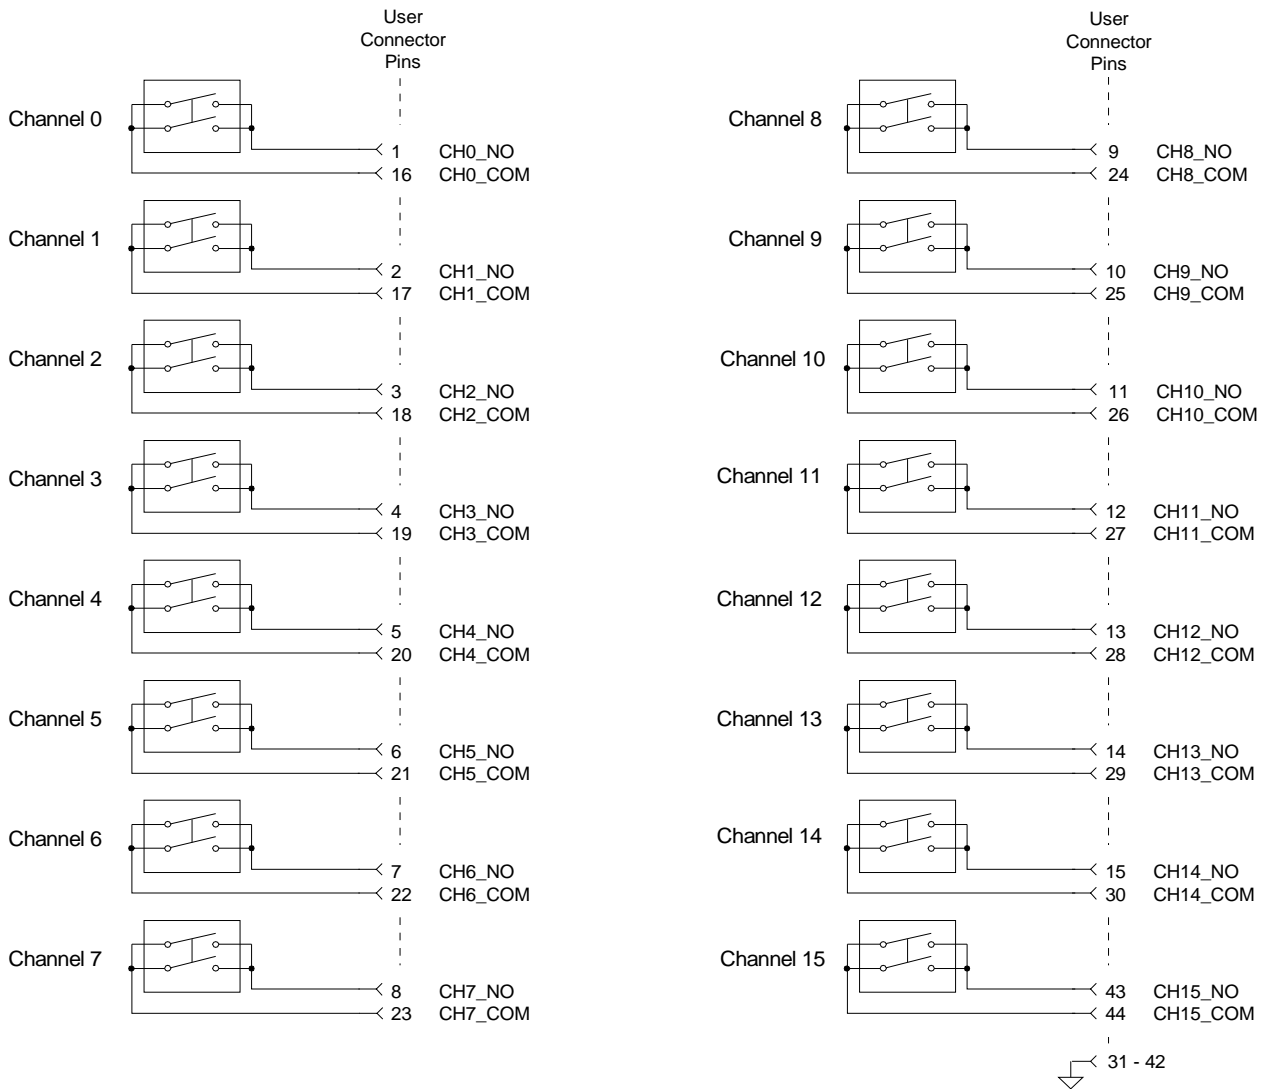 User
Connector
Pins
Channel 0
1 CH0_NO
16 CH0_COM
Channel 1
2 CH1_NO
17 CH1_COM
Channel 2
3 CH2_NO
18 CH2_COM
Channel 3
4 CH3_NO
19 CH3_COM
Channel 4
5 CH4_NO
20 CH4_COM
Channel 5
6 CH5_NO
21 CH5_COM
Channel 6
7 CH6_NO
22 CH6_COM
Channel 7
8 CH7_NO
23 CH7_COM
User
Connector
Pins
Channel 8
9 CH8_NO
24 CH8_COM
Channel 9
10 CH9_NO
25 CH9_COM
Channel 10
11 CH10_NO
26 CH10_COM
Channel 11
12 CH11_NO
27 CH11_COM
Channel 12
13 CH12_NO
28 CH12_COM
Channel 13
14 CH13_NO
29 CH13_COM
Channel 14
15 CH14_NO
30 CH14_COM
Channel 15
43 CH15_NO
44 CH15_COM
31 - 42